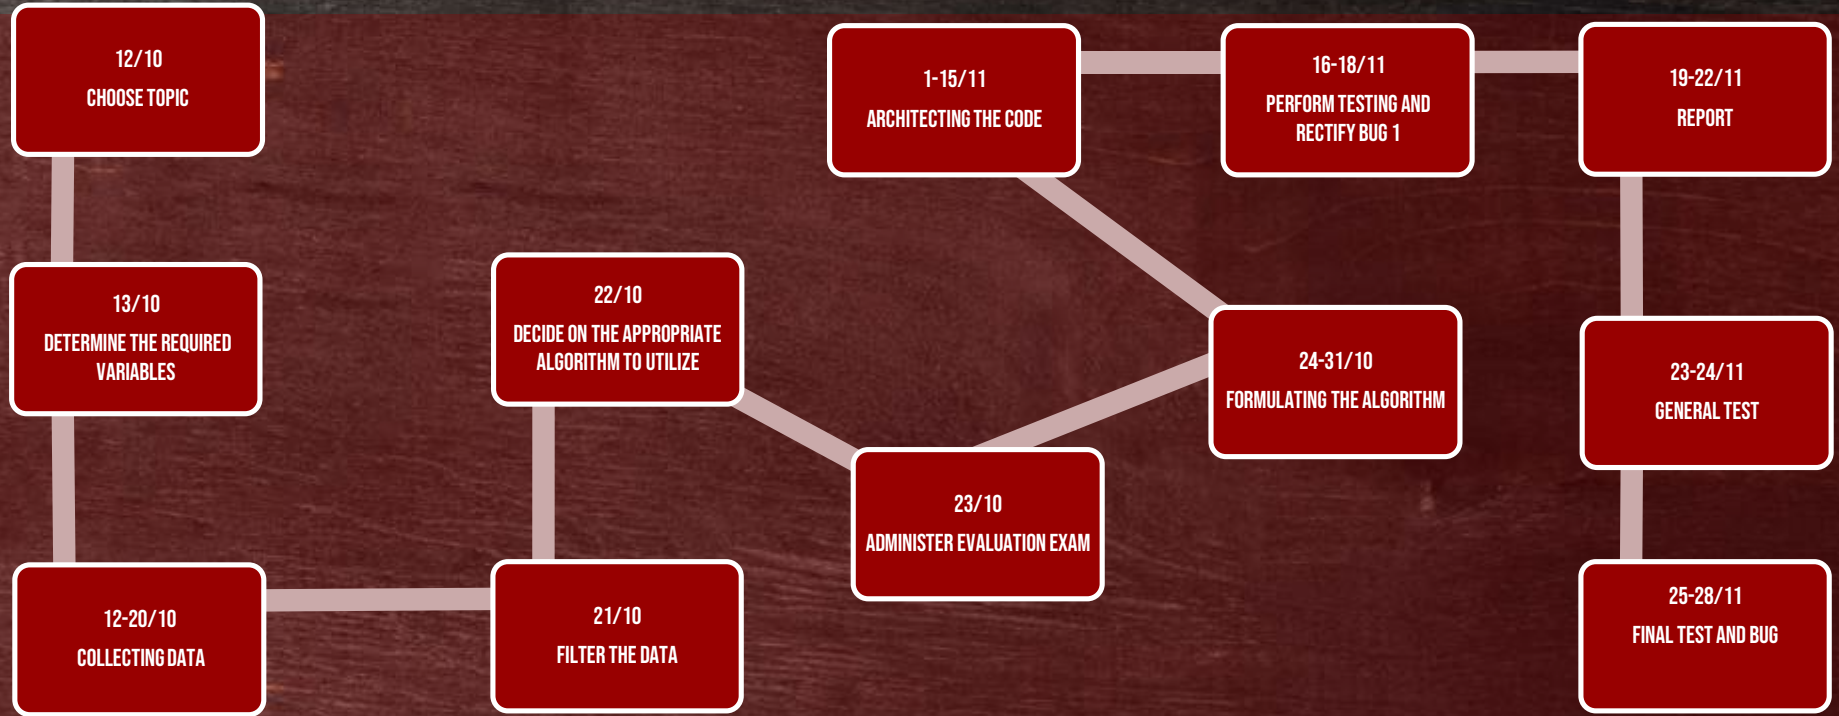 12/10
CHOOSE TOPIC
13/10
DETERMINE THE REQUIRED
VARIABLES
12-20/10
COLLECTING DATA
21/10
FILTER THE DATA
22/10
DECIDE ON THE APPROPRIATE
ALGORITHM TO UTILIZE
23/10
ADMINISTER EVALUATION EXAM
24-31/10
FORMULATING THE ALGORITHM
1-15/11
ARCHITECTING THE CODE
16-18/11
PERFORM TESTING AND
RECTIFY BUG 1
19-22/11
REPORT
23-24/11
GENERAL TEST
25-28/11
FINAL TEST AND BUG